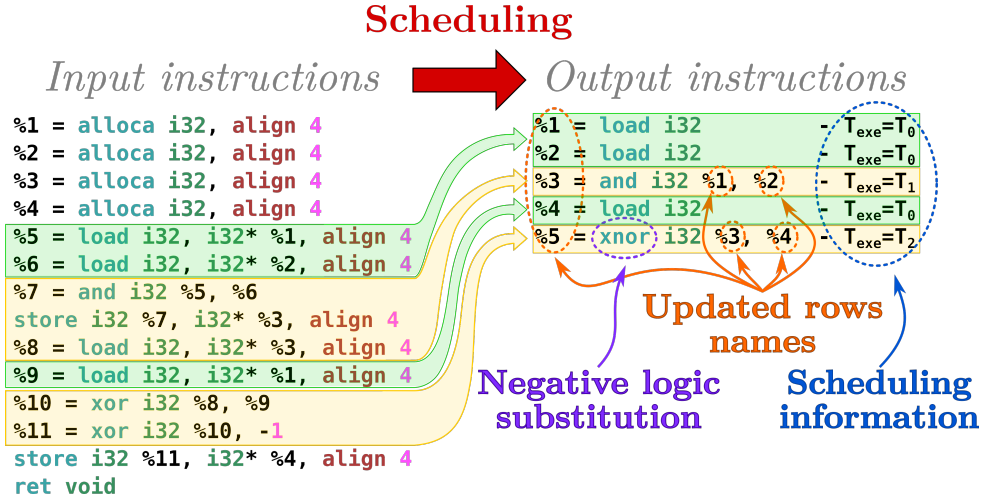 Scheduling
Input instructions
Output instructions
%1 = alloca i32, align 4
%2 = alloca i32, align 4
%3 = alloca i32, align 4
%4 = alloca i32, align 4
%5 = load i32, i32* %1, align 4
%6 = load i32, i32* %2, align 4
%7 = and i32 %5, %6
store i32 %7, i32* %3, align 4
%8 = load i32, i32* %3, align 4
%9 = load i32, i32* %1, align 4
%10 = xor i32 %8, %9
%11 = xor i32 %10, -1
store i32 %11, i32* %4, align 4
ret void
%1 = load i32 - Texe=T0
%2 = load i32 - Texe=T0
%3 = and i32 %1, %2 - Texe=T1
%4 = load i32 - Texe=T0
%5 = xnor i32 %3, %4 - Texe=T2
Updated rows
names
Negative logic
substitution
Scheduling
information